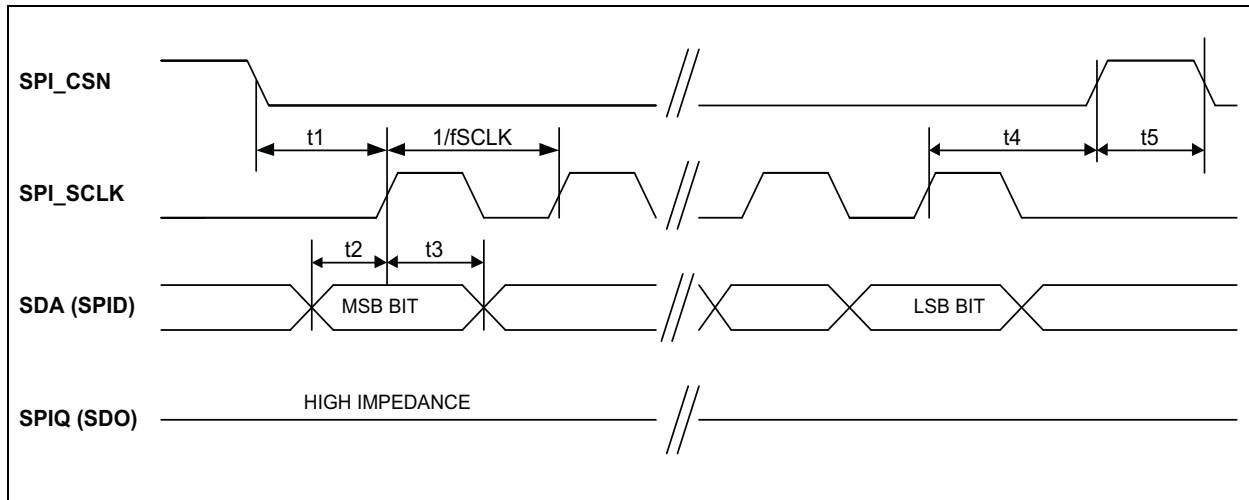 SPI_CSN
t1
1/fSCLK
t4
t5
SPI_SCLK
t2
t3
SDA (SPID)
MSB BIT
LSB BIT
SPIQ (SDO)
HIGH IMPEDANCE